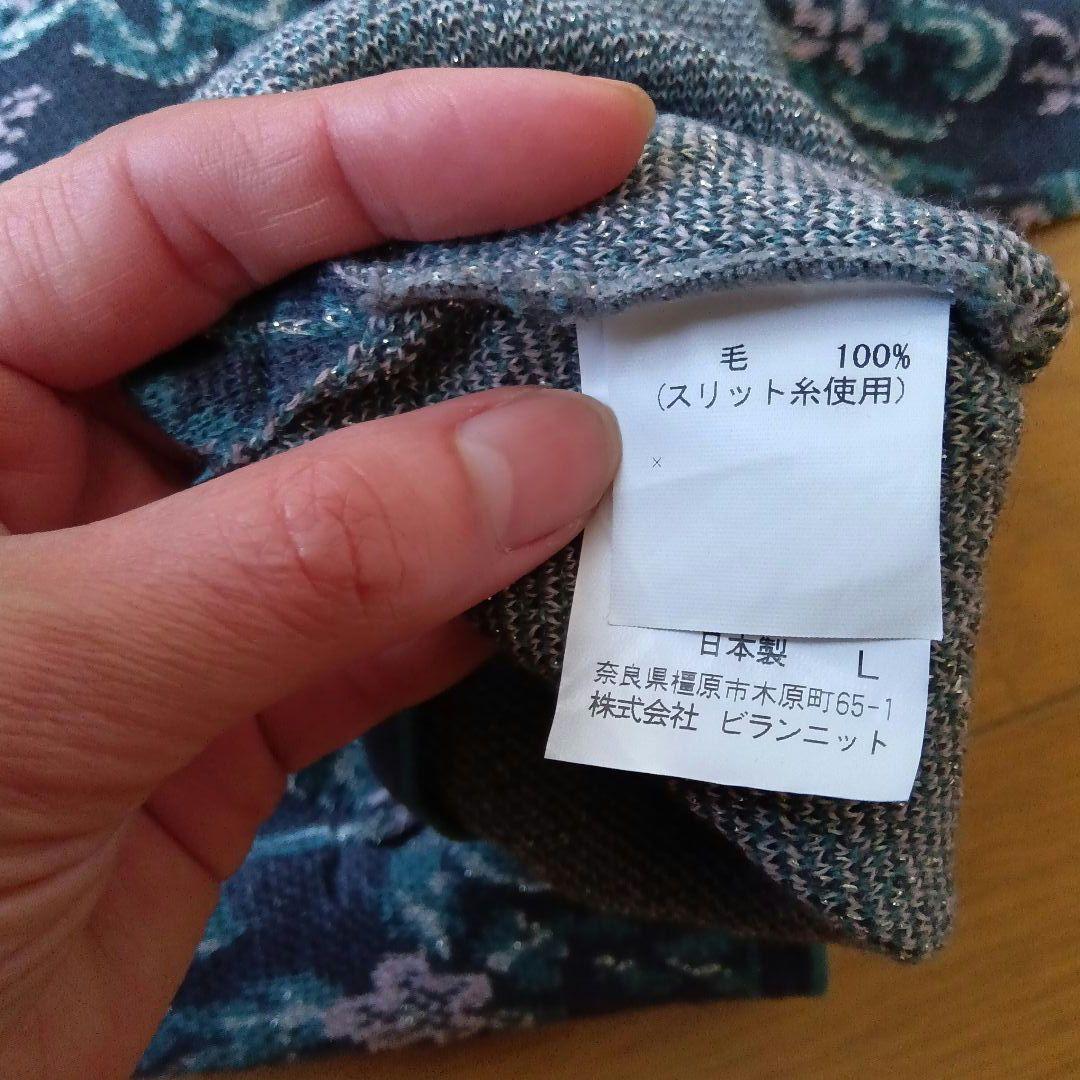 毛 100%
(スリット糸使用)
×
日本製 L
奈良県橿原市木原町65-1
株式会社 ビランニット